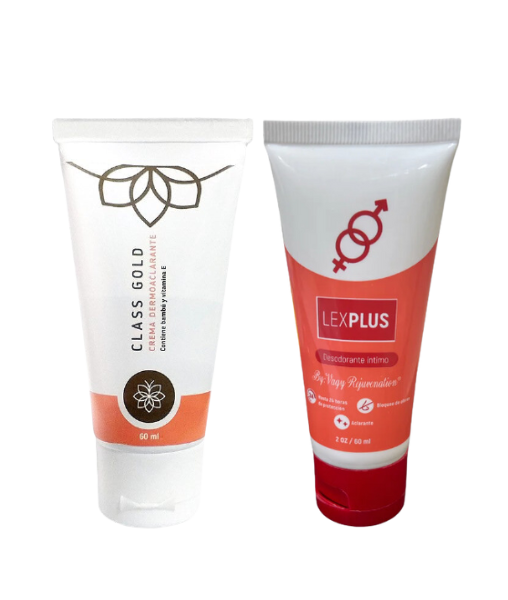 CLASS GOLD
CREMA DERMOACLARANTE
Contiene bambú y vitamina E
60 ml
LEXPLUS
Desodorante íntimo
By: Vagy Rejuvenation
2 OZ / 60 ml